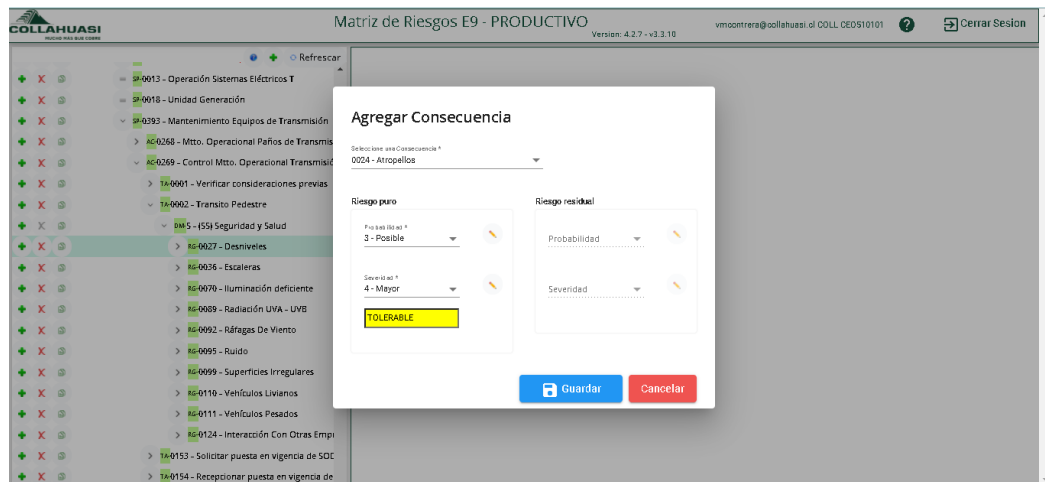 COLLAHUASI
MUCHO MÁS QUE COBRE
Matriz de Riesgos E9 - PRODUCTIVO
Version: 4.2.7 - v3.3.10
vmcontrera@collahuasi.cl COLL CEO510101
Cerrar Sesion
Refrescar
SP-0013 - Operación Sistemas Eléctricos T
SP-0018 - Unidad Generación
SP-0393 - Mantenimiento Equipos de Transmisión
AC-0268 - Mtto. Operacional Paños de Transmis
AC-0269 - Control Mtto. Operacional Transmisió
TA-0001 - Verificar consideraciones previas
TA-0002 - Transito Pedestre
DM-5 - (SS) Seguridad y Salud
RG-0027 - Desniveles
RG-0036 - Escaleras
RG-0070 - Iluminación deficiente
RG-0089 - Radiación UVA - UVB
RG-0092 - Ráfagas De Viento
RG-0095 - Ruido
RG-0099 - Superficies Irregulares
RG-0110 - Vehículos Livianos
RG-0111 - Vehículos Pesados
RG-0124 - Interacción Con Otras Empr
TA-0153 - Solicitar puesta en vigencia de SOD
TA-0154 - Recepcionar puesta en vigencia de
Agregar Consecuencia
Seleccione una Consecuencia *
0024 - Atropellos
Riesgo puro
Probabilidad *
3 - Posible
Severidad *
4 - Mayor
TOLERABLE
Riesgo residual
Probabilidad
Severidad
Guardar
Cancelar